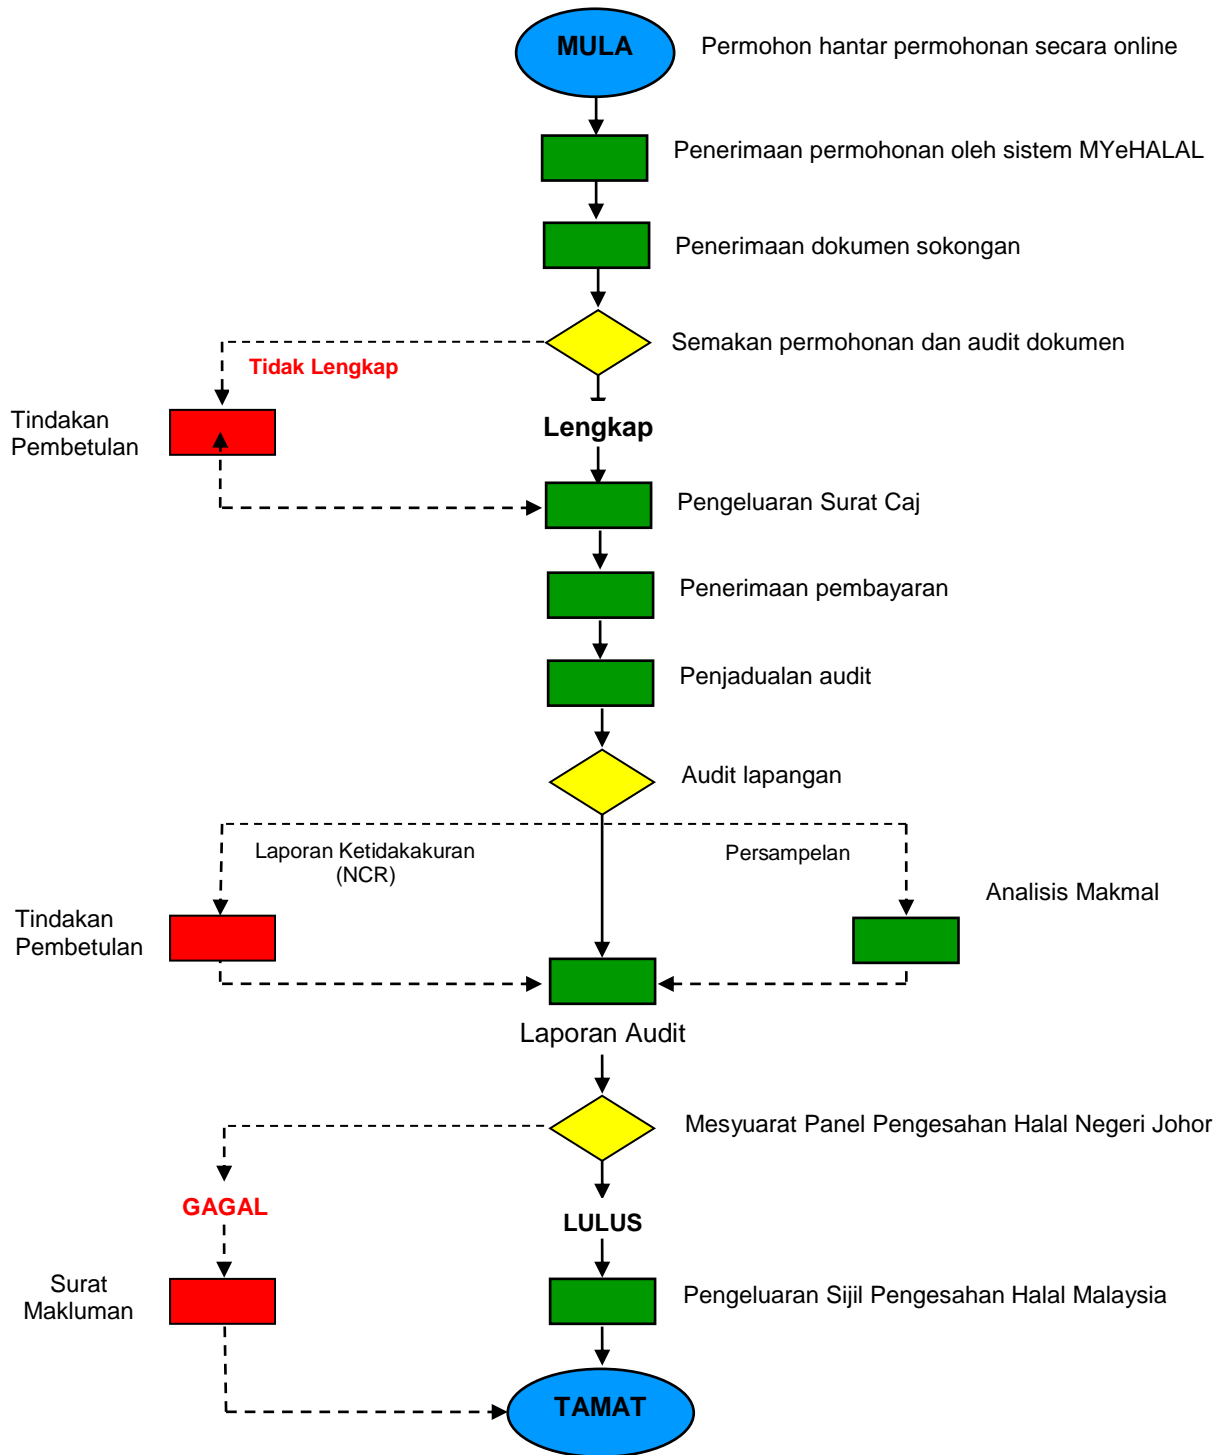 MULA
Permohon hantar permohonan secara online
Penerimaan permohonan oleh sistem MYeHALAL
Penerimaan dokumen sokongan
Semakan permohonan dan audit dokumen
Tidak Lengkap
Tindakan
Pembetulan
Lengkap
Pengeluaran Surat Caj
Penerimaan pembayaran
Penjadualan audit
Audit lapangan
Laporan Ketidakakuran
(NCR)
Persampelan
Analisis Makmal
Tindakan
Pembetulan
Laporan Audit
Mesyuarat Panel Pengesahan Halal Negeri Johor
GAGAL
LULUS
Surat
Makluman
Pengeluaran Sijil Pengesahan Halal Malaysia
TAMAT